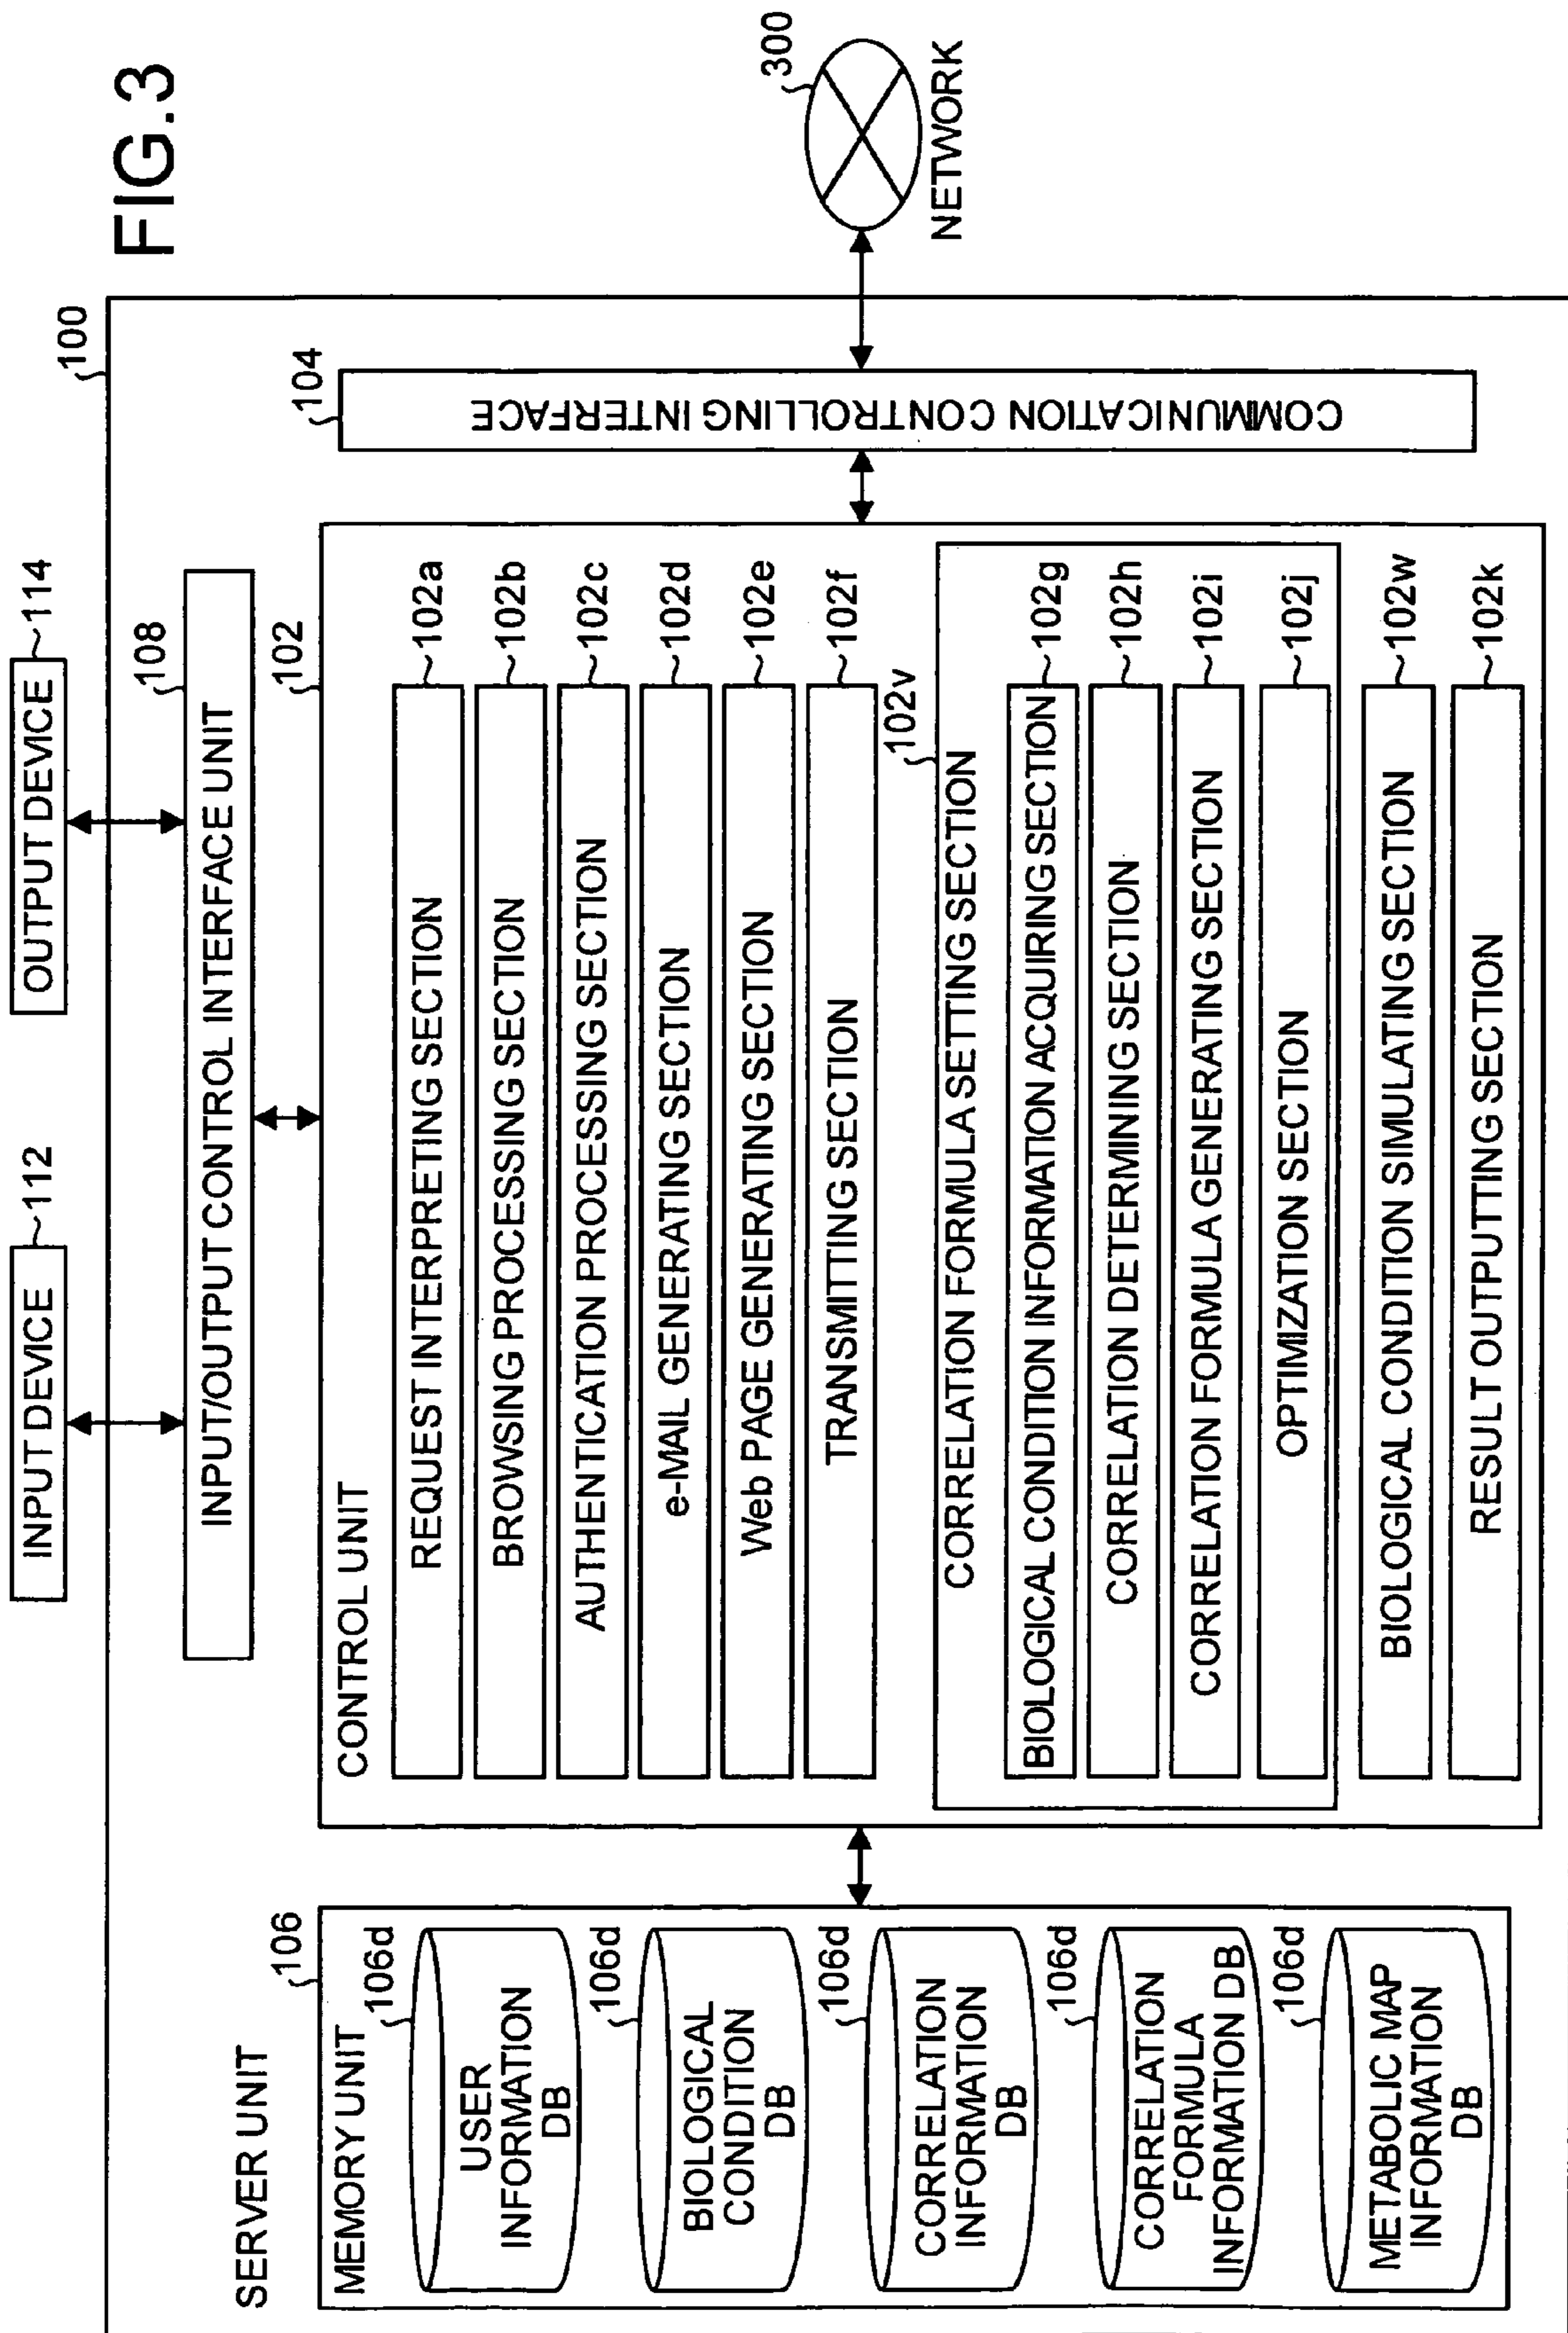 FIG.3
INPUT DEVICE
112
OUTPUT DEVICE
114
100
SERVER UNIT
108
INPUT/OUTPUT CONTROL INTERFACE UNIT
106
MEMORY UNIT
106d
USER
INFORMATION
DB
106d
BIOLOGICAL
CONDITION
DB
106d
CORRELATION
INFORMATION
DB
106d
CORRELATION
FORMULA
INFORMATION DB
106d
METABOLIC MAP
INFORMATION
DB
102
CONTROL UNIT
REQUEST INTERPRETING SECTION
102a
BROWSING PROCESSING SECTION
102b
AUTHENTICATION PROCESSING SECTION
102c
e-MAIL GENERATING SECTION
102d
Web PAGE GENERATING SECTION
102e
TRANSMITTING SECTION
102f
102v
CORRELATION FORMULA SETTING SECTION
BIOLOGICAL CONDITION INFORMATION ACQUIRING SECTION
102g
CORRELATION DETERMINING SECTION
102h
CORRELATION FORMULA GENERATING SECTION
102i
OPTIMIZATION SECTION
102j
BIOLOGICAL CONDITION SIMULATING SECTION
102w
RESULT OUTPUTTING SECTION
102k
104
COMMUNICATION CONTROLLING INTERFACE
300
NETWORK